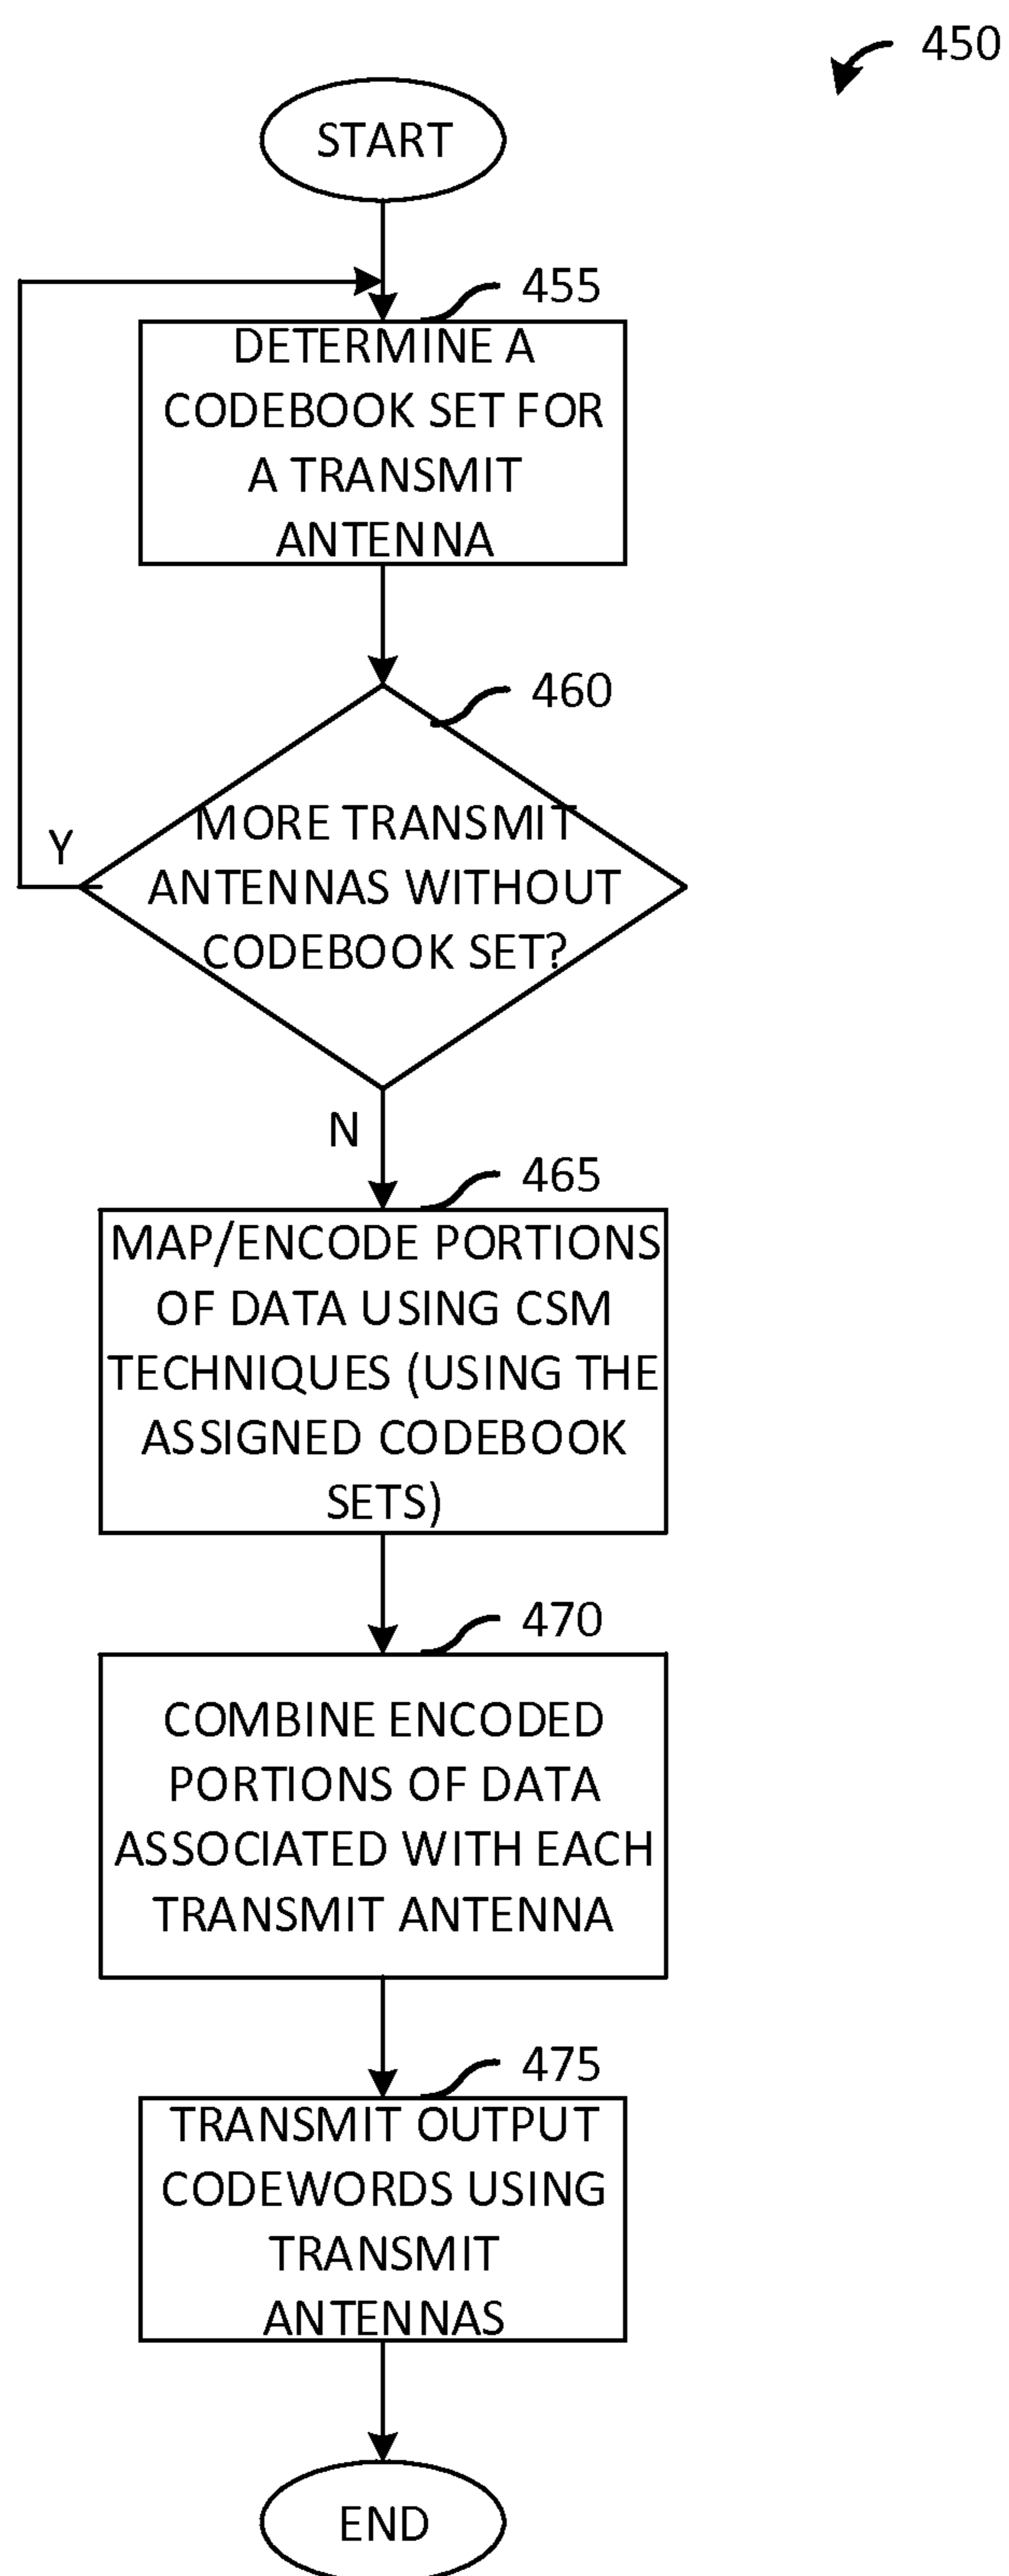 450
START
455
DETERMINE A
CODEBOOK SET FOR
A TRANSMIT
ANTENNA
460
MORE TRANSMIT
ANTENNAS WITHOUT
CODEBOOK SET?
Y
N
465
MAP/ENCODE PORTIONS
OF DATA USING CSM
TECHNIQUES (USING THE
ASSIGNED CODEBOOK
SETS)
470
COMBINE ENCODED
PORTIONS OF DATA
ASSOCIATED WITH EACH
TRANSMIT ANTENNA
475
TRANSMIT OUTPUT
CODEWORDS USING
TRANSMIT
ANTENNAS
END